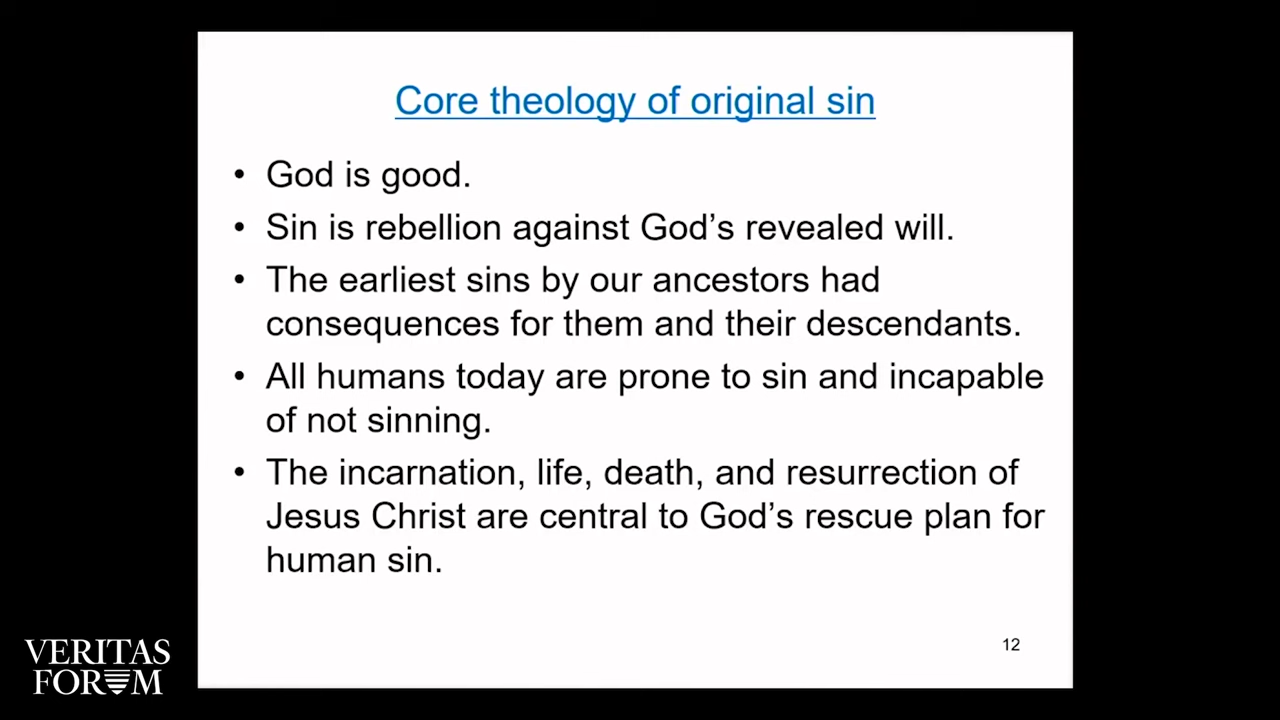 Core theology of original sin
• God is good.
• Sin is rebellion against God’s revealed will.
• The earliest sins by our ancestors had
consequences for them and their descendants.
• All humans today are prone to sin and incapable
of not sinning.
• The incarnation, life, death, and resurrection of
Jesus Christ are central to God’s rescue plan for
human sin.
12
VERITAS
FORUM